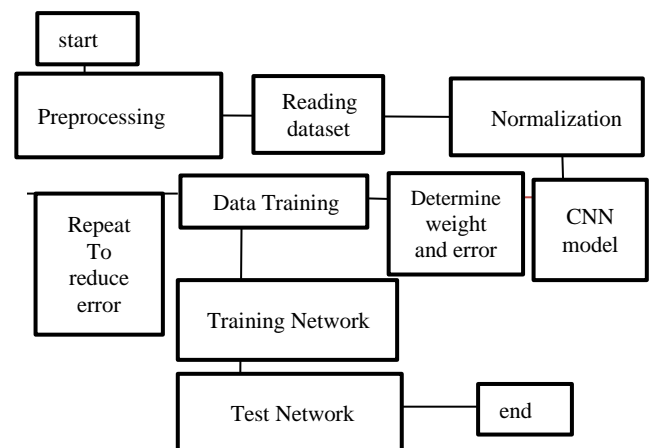 start
Preprocessing
Reading
dataset
Normalization
Repeat
To
reduce
error
Data Training
Determine
weight
and error
CNN
model
Training Network
Test Network
end